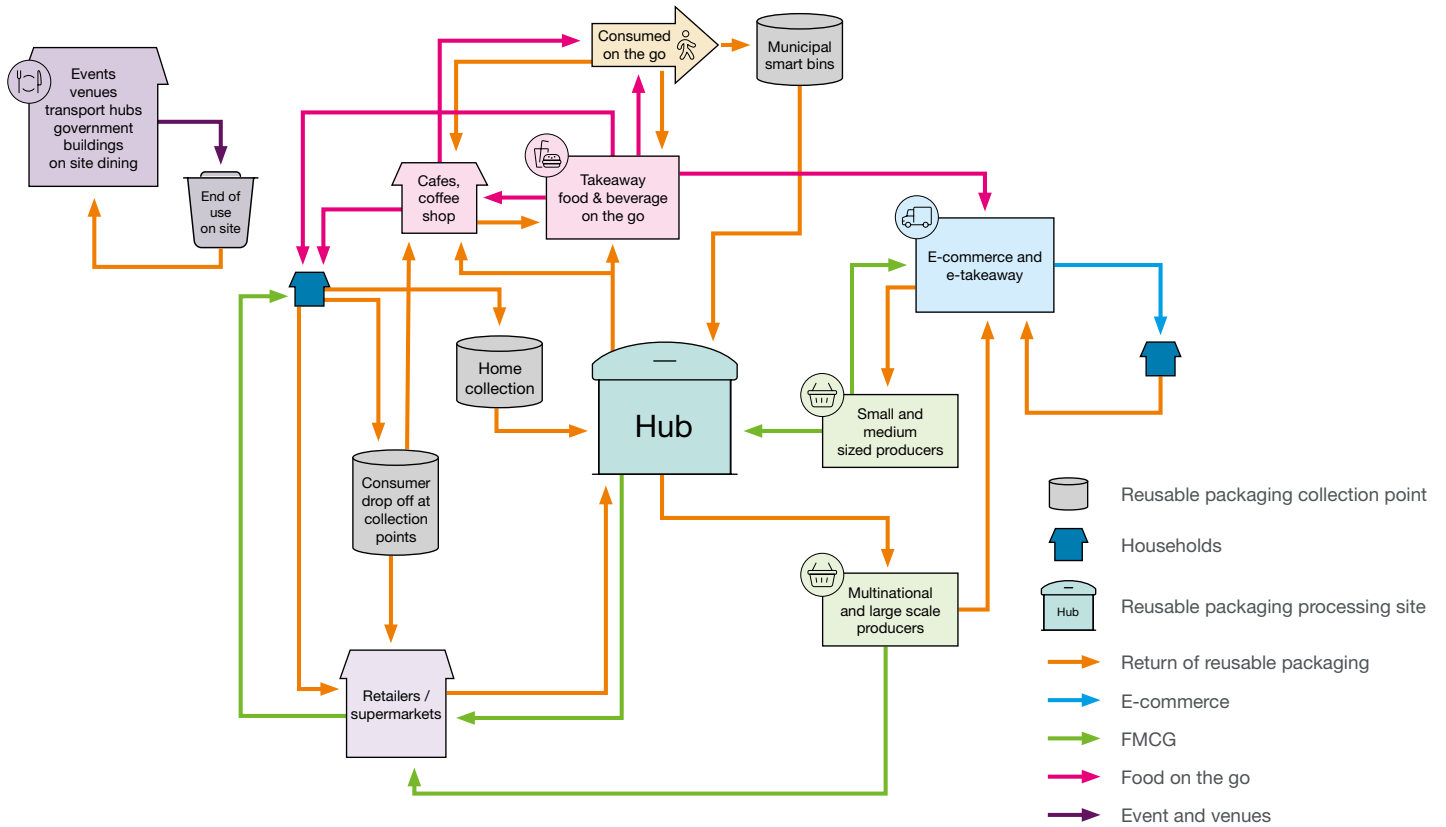 Consumed
on the go
Municipal
smart bins
Events
venues
transport hubs
government
buildings
on site dining
End of
use
on site
Cafes,
coffee
shop
Takeaway
food & beverage
on the go
E-commerce and
e-takeaway
Home
collection
Hub
Small and
medium
sized producers
Consumer
drop off at
collection
points
Multinational
and large scale
producers
Retailers /
supermarkets
Reusable packaging collection point
Households
Hub
Reusable packaging processing site
Return of reusable packaging
E-commerce
FMCG
Food on the go
Event and venues